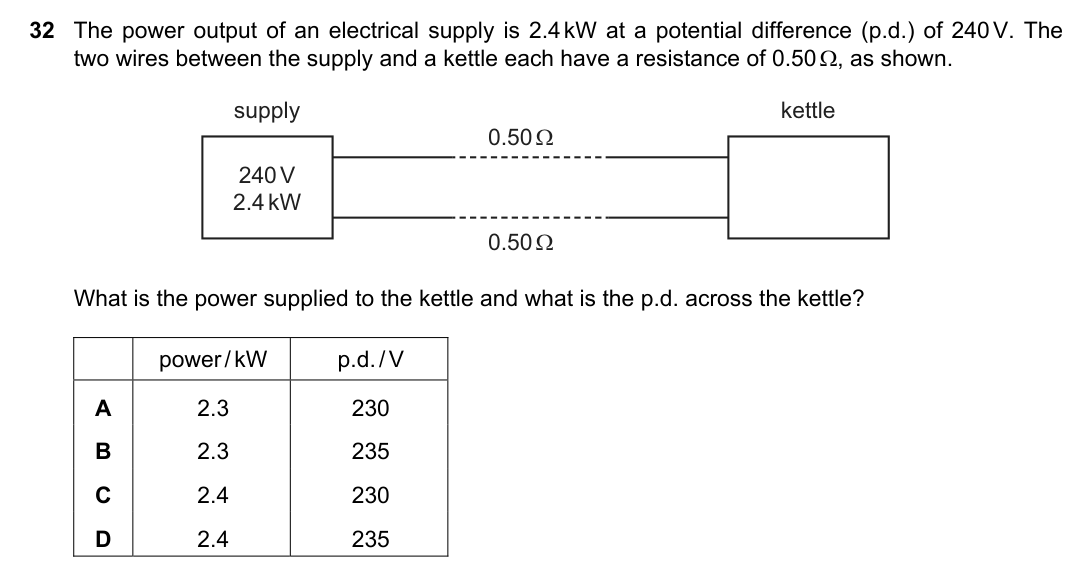 32 The power output of an electrical supply is 2.4 kW at a potential difference (p.d.) of 240 V. The
two wires between the supply and a kettle each have a resistance of 0.50 Ω, as shown.
supply
kettle
0.50 Ω
240 V
2.4 kW
0.50 Ω
What is the power supplied to the kettle and what is the p.d. across the kettle?
power / kW p.d. / V
A 2.3 230
B 2.3 235
C 2.4 230
D 2.4 235